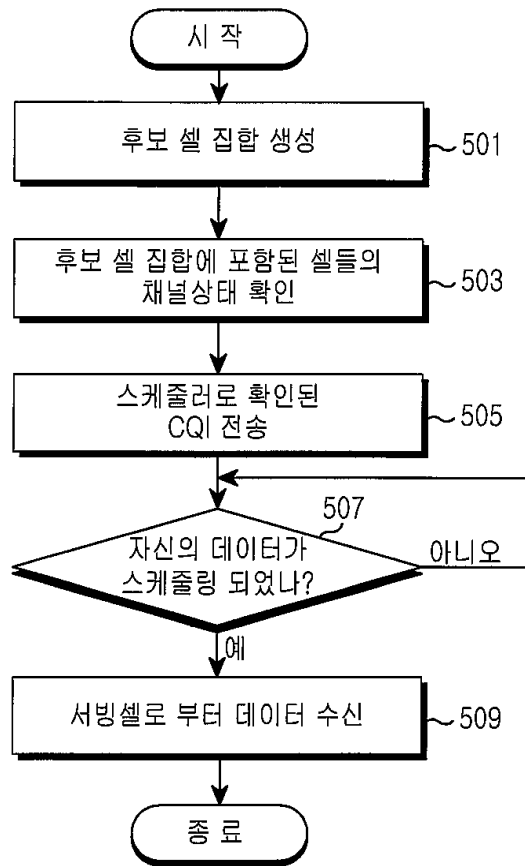 시 작
후보 셀 집합 생성
501
후보 셀 집합에 포함된 셀들의
채널상태 확인
503
스케줄러로 확인된
CQI 전송
505
507
자신의 데이터가
스케줄링 되었나?
아니오
예
서빙셀로 부터 데이터 수신
509
종 료